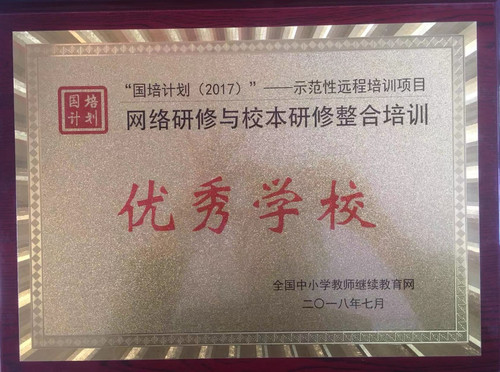 国培
计划
“国培计划（2017）”——示范性远程培训项目
网络研修与校本研修整合培训
优秀学校
全国中小学教师继续教育网
二〇一八年七月